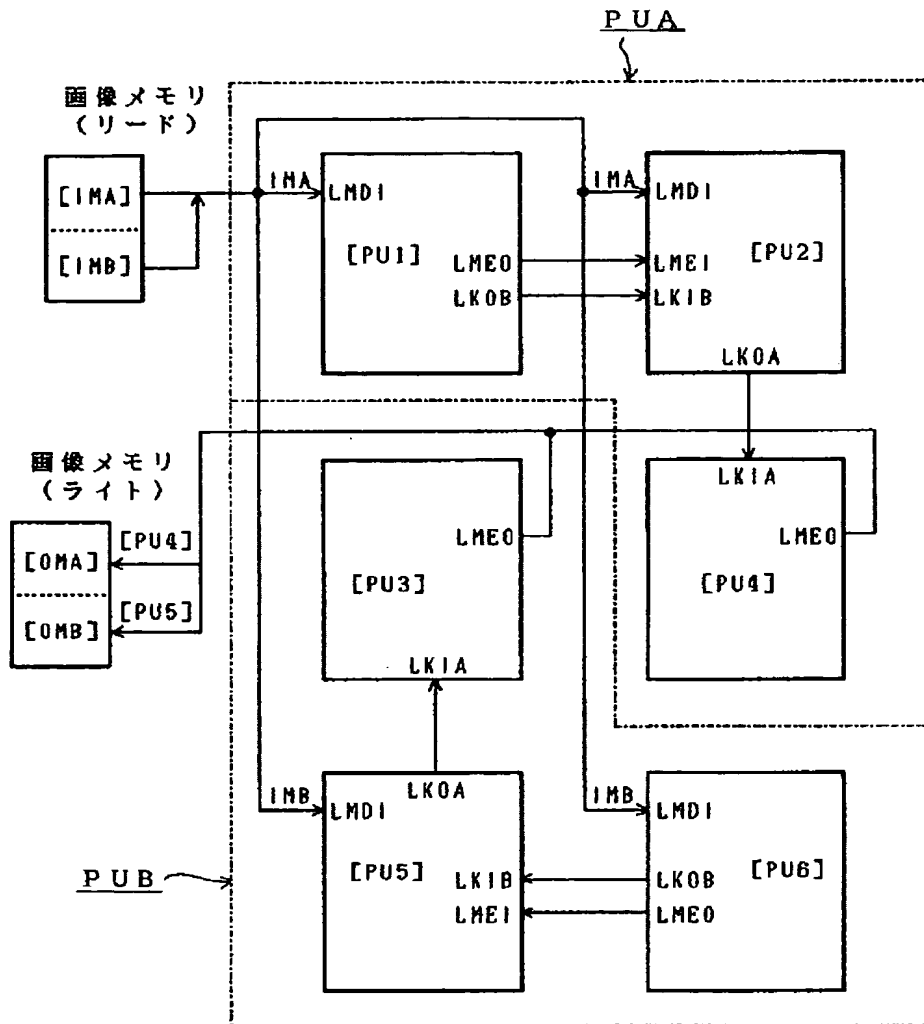 PUA
画像メモリ
(リード)
[IMA]
[IMB]
IMA
LMDI
[PU1]
LMEO
LKOB
IMA
LMDI
LMEI
[PU2]
LKIB
LKOA
画像メモリ
(ライト)
[OMA]
[OMB]
[PU4]
[PU5]
LMEO
[PU3]
LKIA
LKIA
LMEO
[PU4]
IMB
LMDI
LKOA
[PU5]
LKIB
LMEI
IMB
LMDI
LKOB
[PU6]
LMEO
PUB